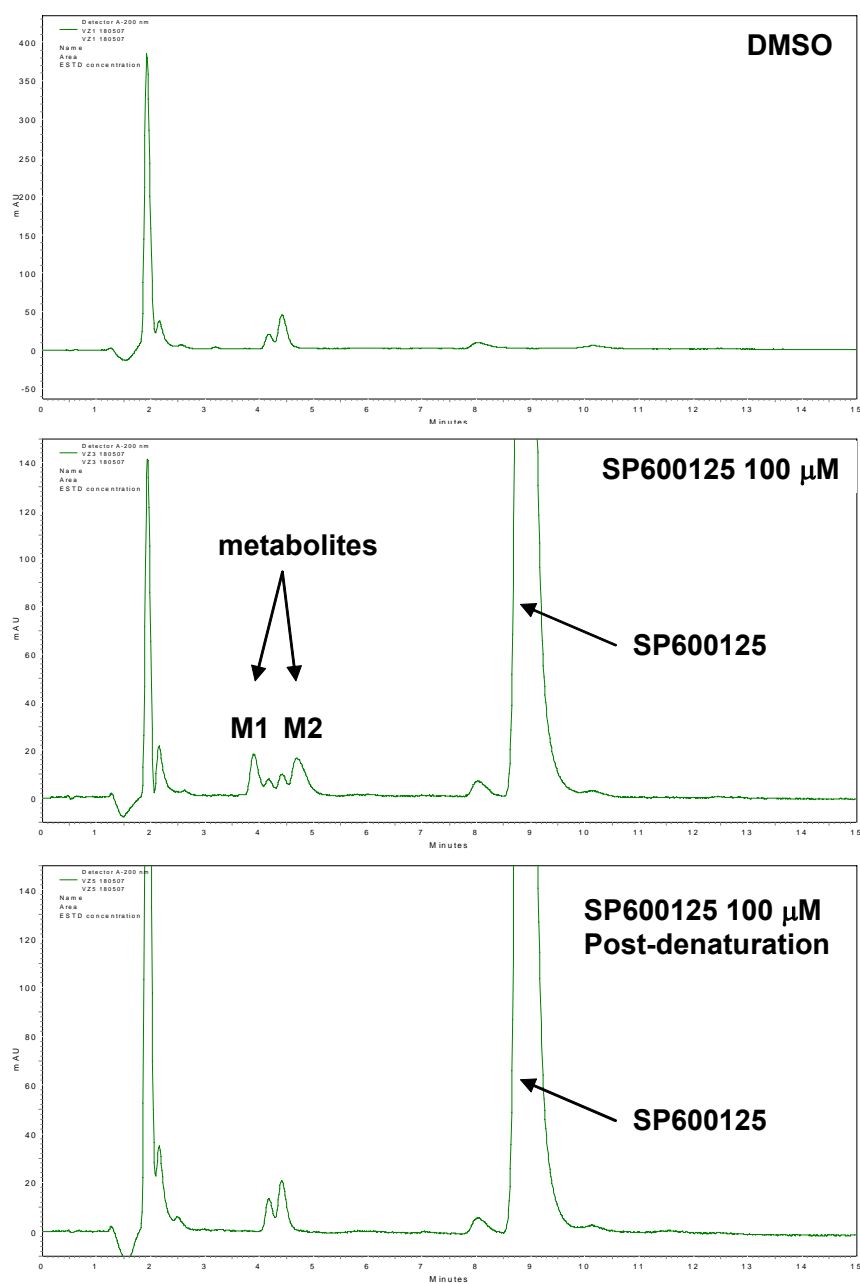 Detector A-200 nm
VZ1 180507
VZ1 180507
Name
Area
ESTD concentration
DMSO
400
350
300
250
200
150
100
50
0
-50
mAU
0 1 2 3 4 5 6 7 8 9 10 11 12 13 14 15
Minutes
Detector A-200 nm
VZ3 180507
VZ3 180507
Name
Area
ESTD concentration
SP600125 100 μM
metabolites
SP600125
M1 M2
140
120
100
80
60
40
20
0
mAU
0 1 2 3 4 5 6 7 8 9 10 11 12 13 14 15
Minutes
Detector A-200 nm
VZ5 180507
VZ5 180507
Name
Area
ESTD concentration
SP600125 100 μM
Post-denaturation
SP600125
140
120
100
80
60
40
20
0
mAU
0 1 2 3 4 5 6 7 8 9 10 11 12 13 14 15
Minutes